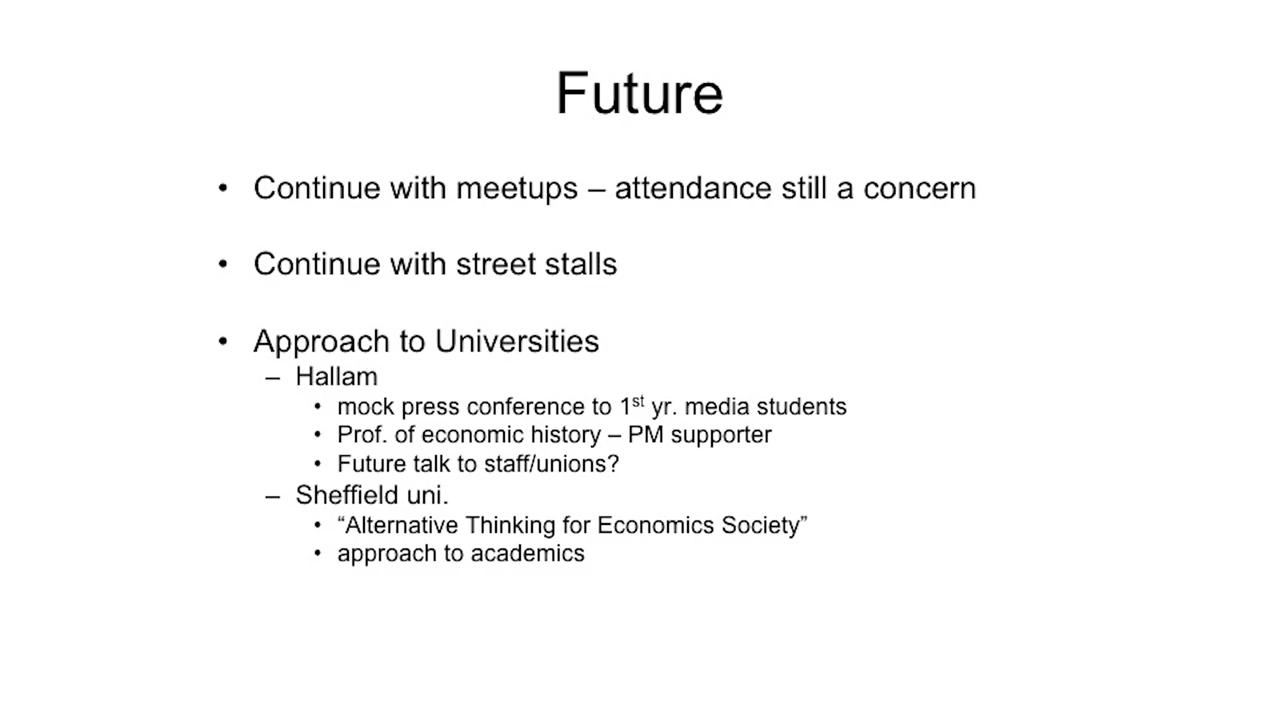 Future
• Continue with meetups – attendance still a concern
• Continue with street stalls
• Approach to Universities
– Hallam
• mock press conference to 1st yr. media students
• Prof. of economic history – PM supporter
• Future talk to staff/unions?
– Sheffield uni.
• “Alternative Thinking for Economics Society”
• approach to academics